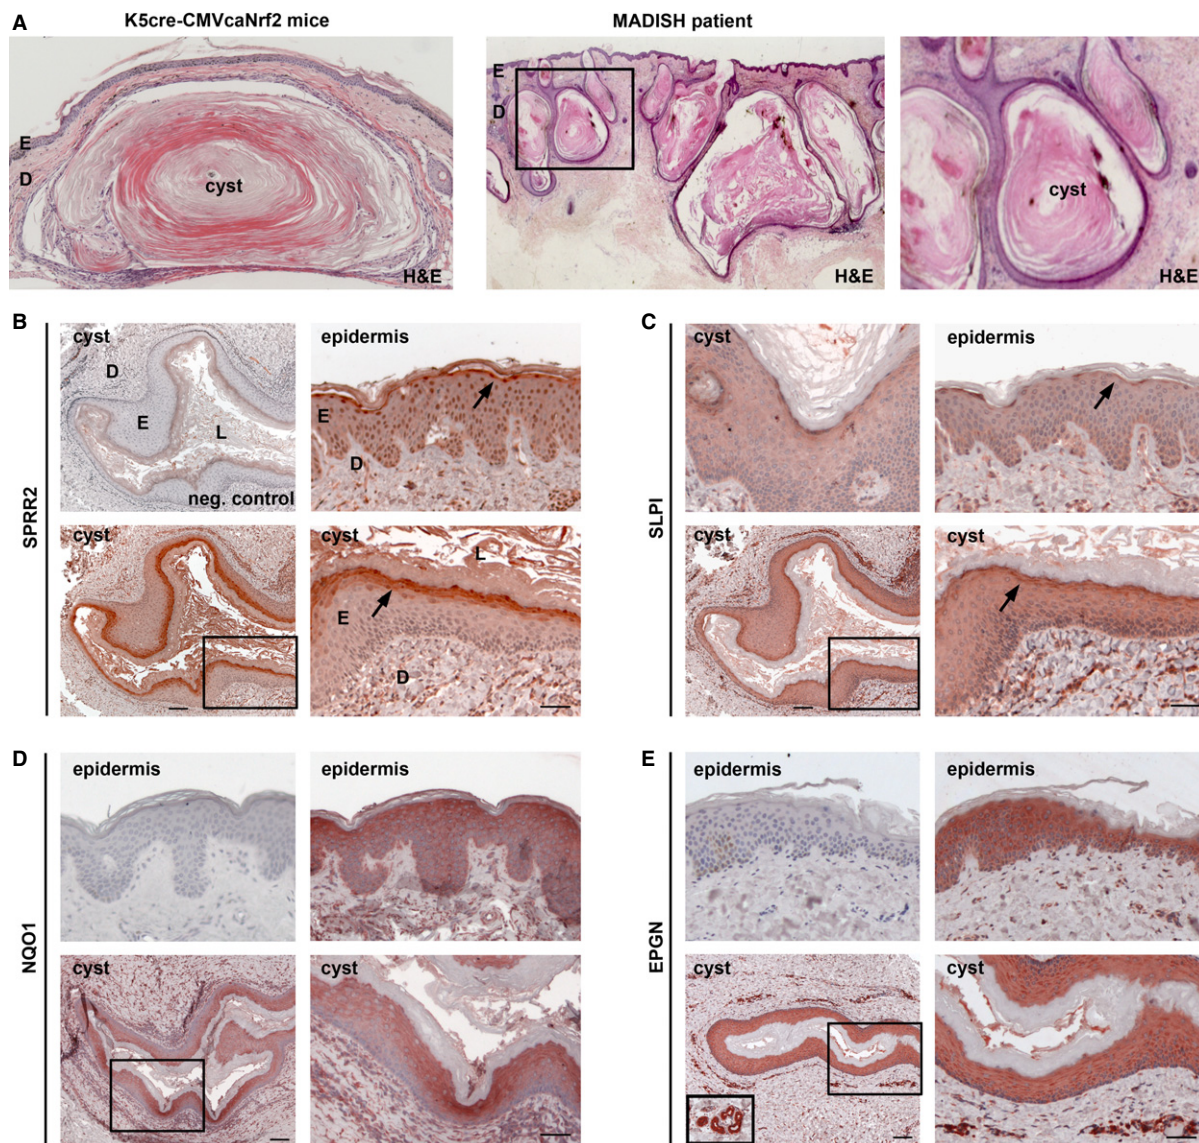 A
K5cre-CMVcaNrf2 mice
MADISH patient
E
D
cyst
H&E
E
D
H&E
cyst
H&E
B
SPRR2
cyst
D
E
L
neg. control
epidermis
E
D
cyst
cyst
L
E
D
C
SLPI
cyst
epidermis
cyst
cyst
D
NQO1
epidermis
epidermis
cyst
cyst
E
EPGN
epidermis
epidermis
cyst
cyst